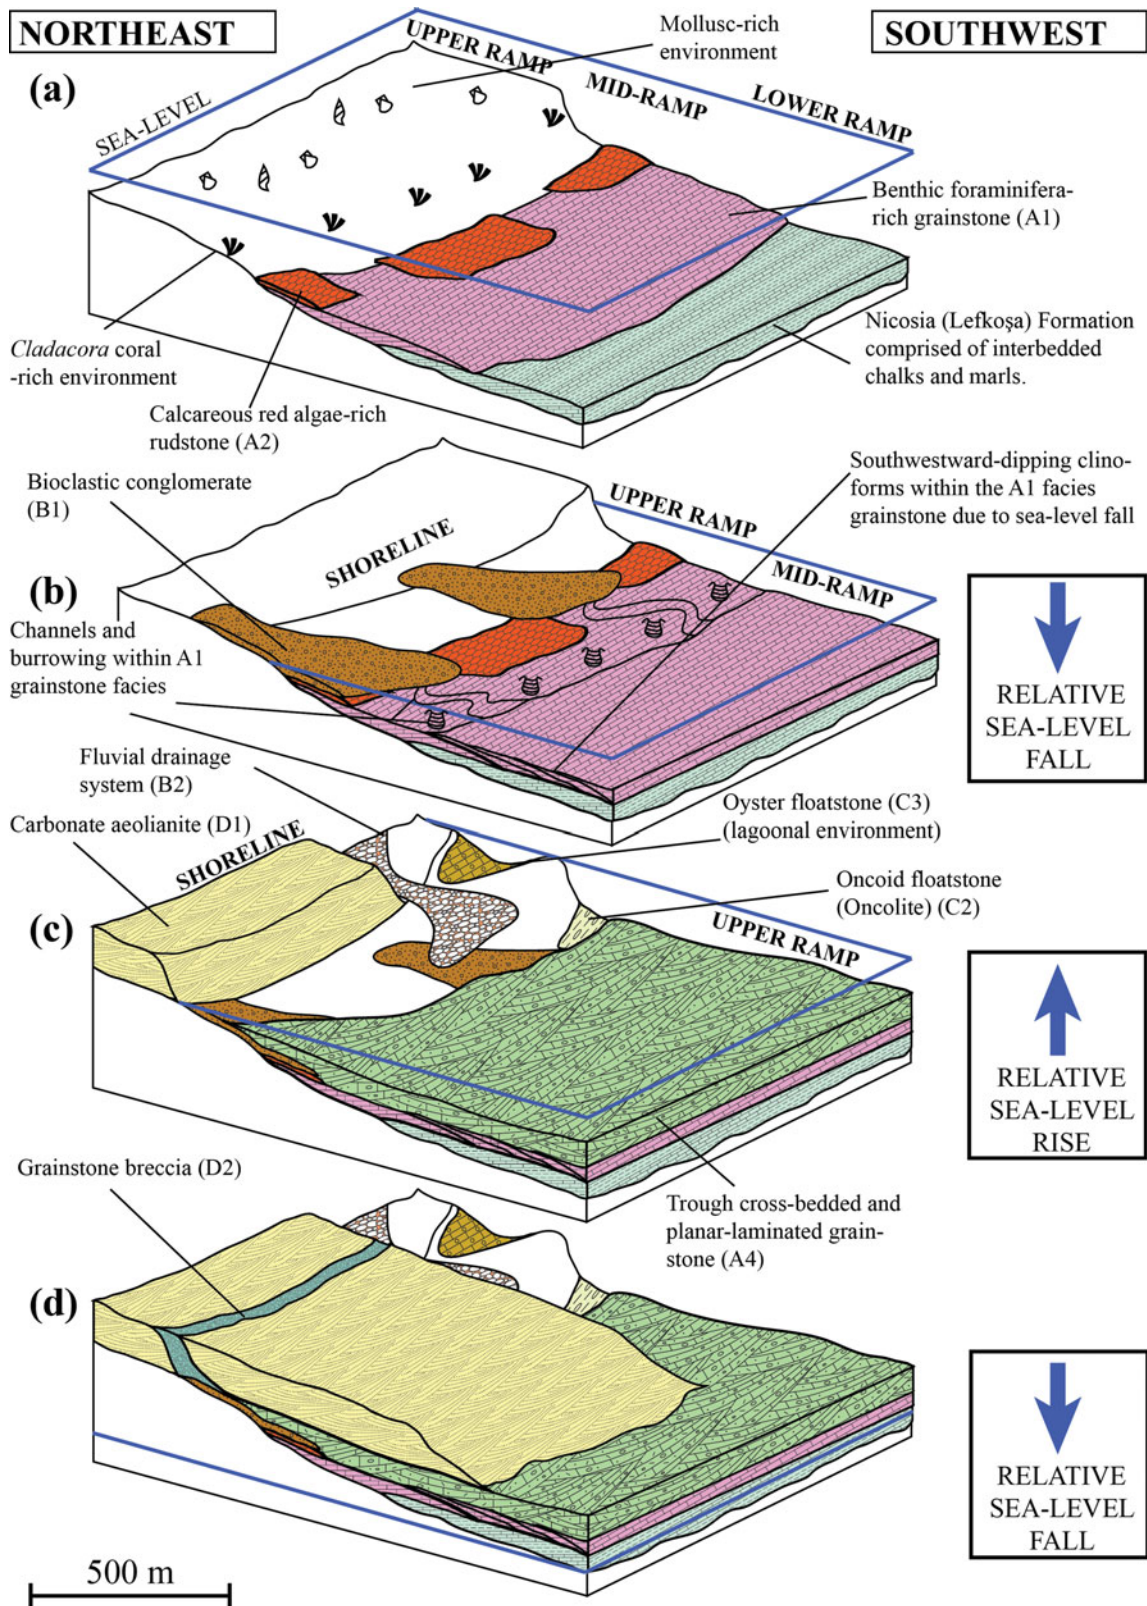 NORTHEAST
SOUTHWEST
(a)
SEA-LEVEL
UPPER RAMP
MID-RAMP
LOWER RAMP
Mollusc-rich
environment
Benthic foraminifera-
rich grainstone (A1)
Cladacora coral
-rich environment
Calcareous red algae-rich
rudstone (A2)
Nicosia (Lefkoşa) Formation
comprised of interbedded
chalks and marls.
(b)
Bioclastic conglomerate
(B1)
SHORELINE
UPPER RAMP
MID-RAMP
Southwestward-dipping clino-
forms within the A1 facies
grainstone due to sea-level fall
Channels and
burrowing within A1
grainstone facies
RELATIVE
SEA-LEVEL
FALL
(c)
Fluvial drainage
system (B2)
Carbonate aeolianite (D1)
SHORELINE
Oyster floatstone (C3)
(lagoonal environment)
Oncoid floatstone
(Oncolite) (C2)
UPPER RAMP
Trough cross-bedded and
planar-laminated grain-
stone (A4)
RELATIVE
SEA-LEVEL
RISE
(d)
Grainstone breccia (D2)
RELATIVE
SEA-LEVEL
FALL
500 m